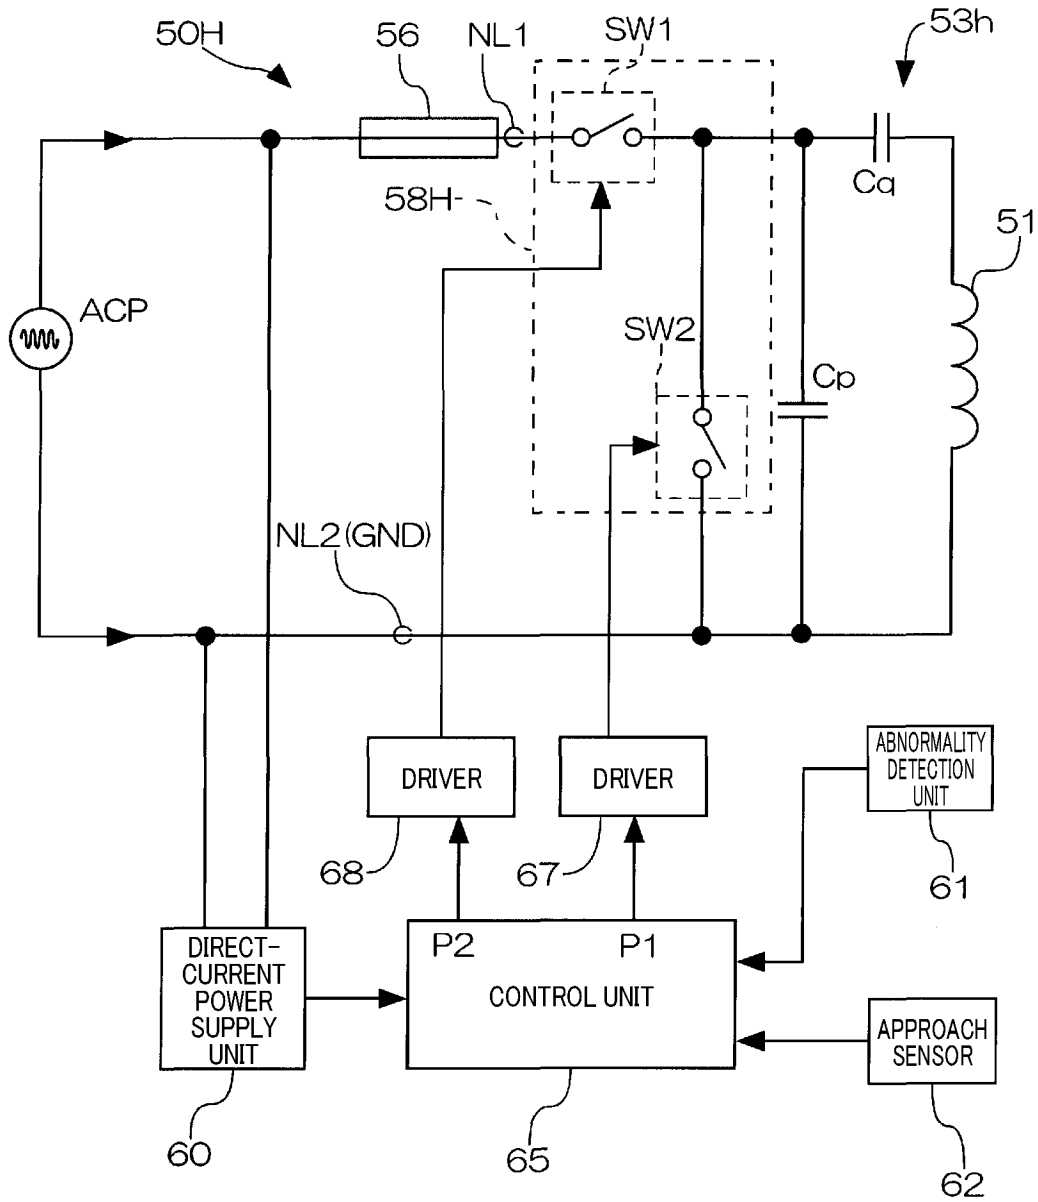 50H
56
NL1
SW1
53h
Cq
58H
51
ACP
SW2
Cp
NL2 (GND)
DRIVER
DRIVER
ABNORMALITY
DETECTION
UNIT
68
67
61
P2
P1
DIRECT-
CURRENT
POWER
SUPPLY
UNIT
CONTROL UNIT
APPROACH
SENSOR
60
65
62